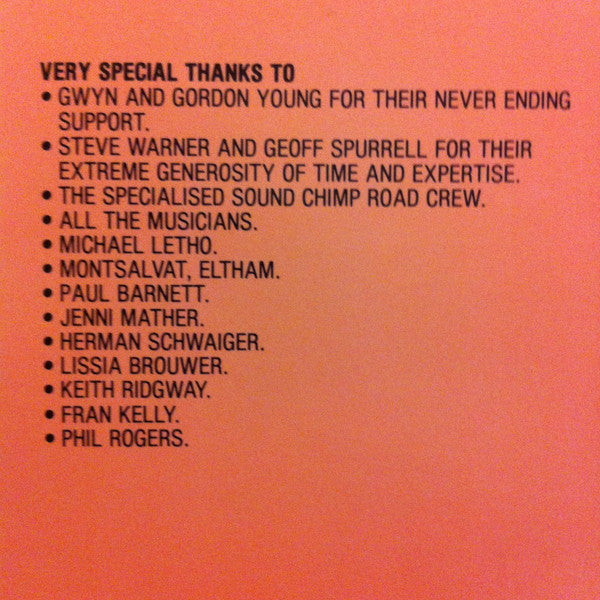 VERY SPECIAL THANKS TO
• GWYN AND GORDON YOUNG FOR THEIR NEVER ENDING
SUPPORT.
• STEVE WARNER AND GEOFF SPURRELL FOR THEIR
EXTREME GENEROSITY OF TIME AND EXPERTISE.
• THE SPECIALISED SOUND CHIMP ROAD CREW.
• ALL THE MUSICIANS.
• MICHAEL LETHO.
• MONTSALVAT, ELTHAM.
• PAUL BARNETT.
• JENNI MATHER.
• HERMAN SCHWAIGER.
• LISSIA BROUWER.
• KEITH RIDGWAY.
• FRAN KELLY.
• PHIL ROGERS.